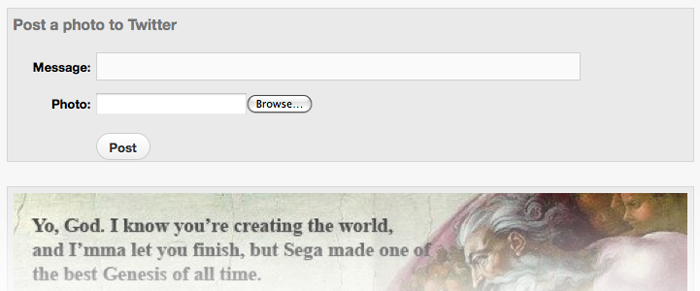 Post a photo to Twitter
Message:
Photo:
Browse...
Post
Yo, God. I know you’re creating the world,
and I’mma let you finish, but Sega made one of
the best Genesis of all time.